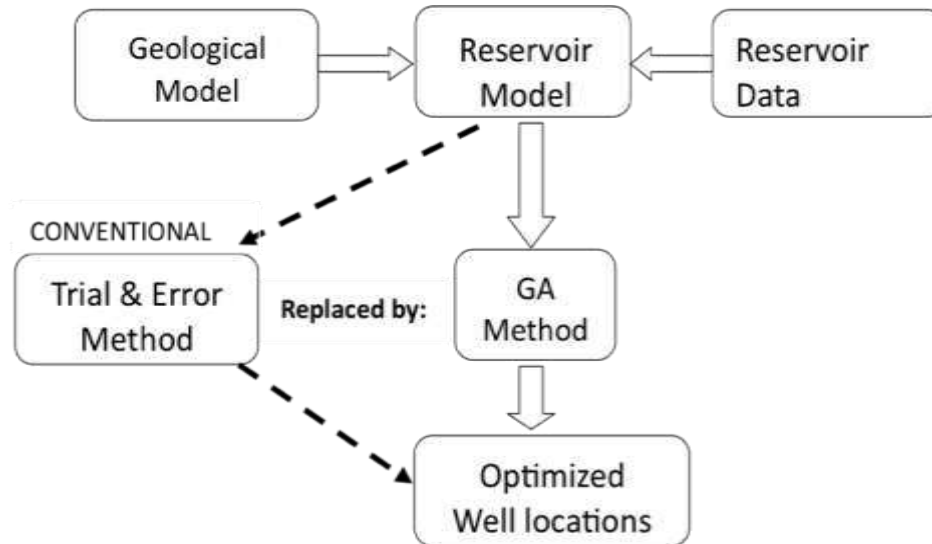 Geological
Model
Reservoir
Model
Reservoir
Data
CONVENTIONAL
Trial & Error
Method
Replaced by:
GA
Method
Optimized
Well locations